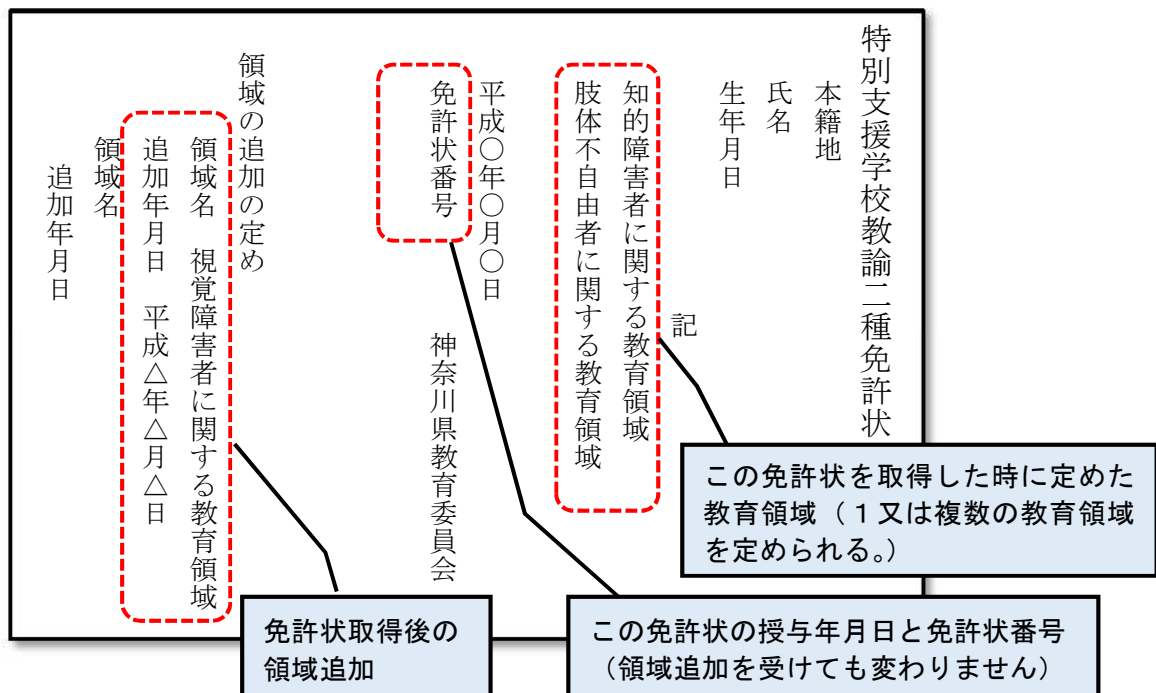 特別支援学校教諭二種免許状
本籍地
氏名
生年月日
記
知的障害者に関する教育領域
肢体不自由者に関する教育領域
平成〇年〇月〇日
免許状番号　神奈川県教育委員会
領域の追加の定め
領域名　視覚障害者に関する教育領域
追加年月日　平成△年△月△日
領域名
追加年月日
この免許状を取得した時に定めた
教育領域（１又は複数の教育領域
を定められる。）
この免許状の授与年月日と免許状番号
（領域追加を受けても変わりません）
免許状取得後の
領域追加